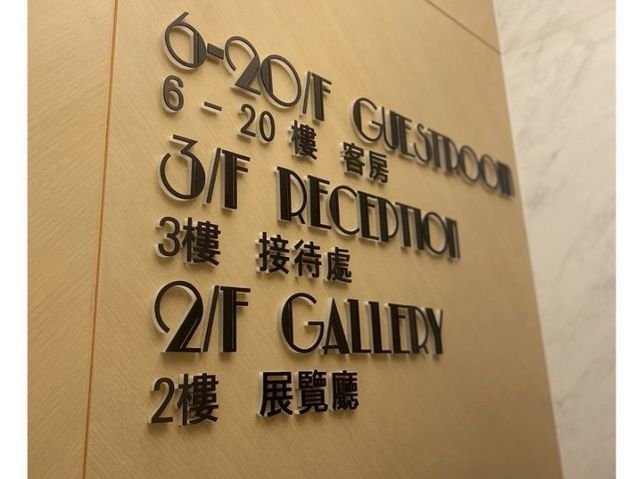 6-20/F GUESTROOM
6 - 20 樓 客房
3/F RECEPTION
3樓 接待處
2/F GALLERY
2樓 展覽廳